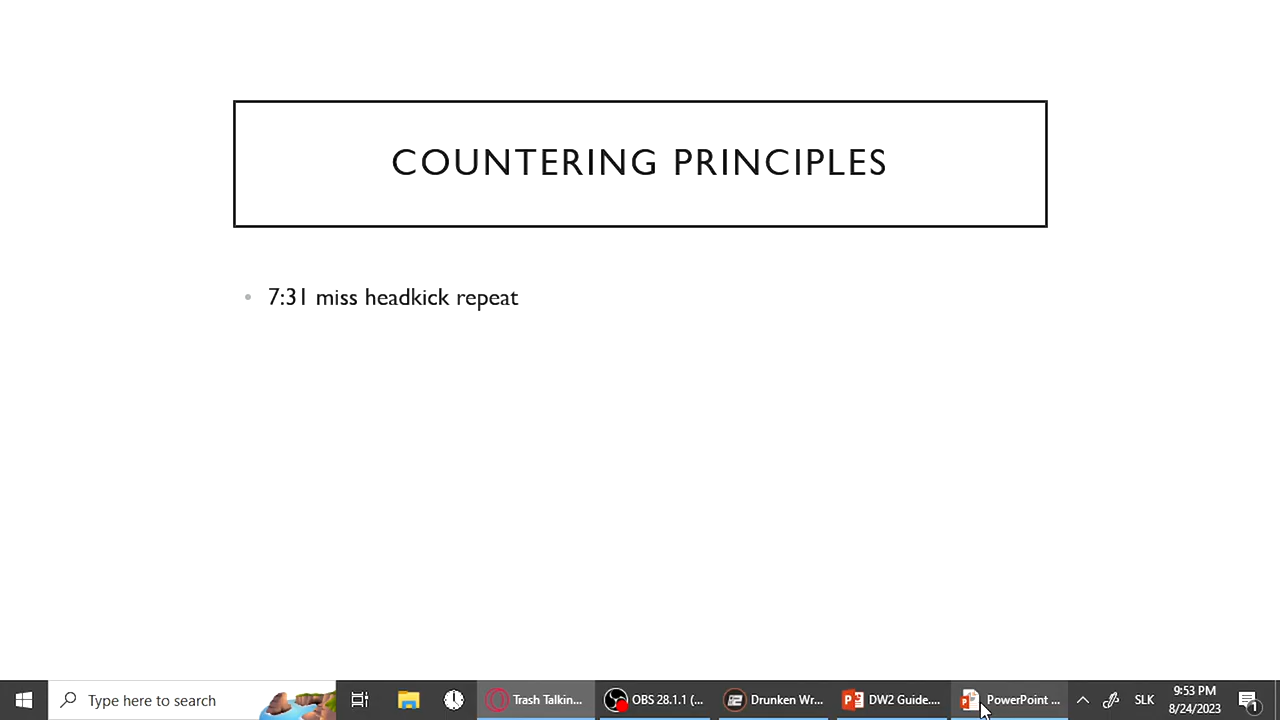 COUNTERING PRINCIPLES
• 7:31 miss headkick repeat
Type here to search
Trash Talkin...
OBS 28.1.1 (...
Drunken Wr...
DW2 Guide....
PowerPoint ...
SLK
9:53 PM
8/24/2023
1